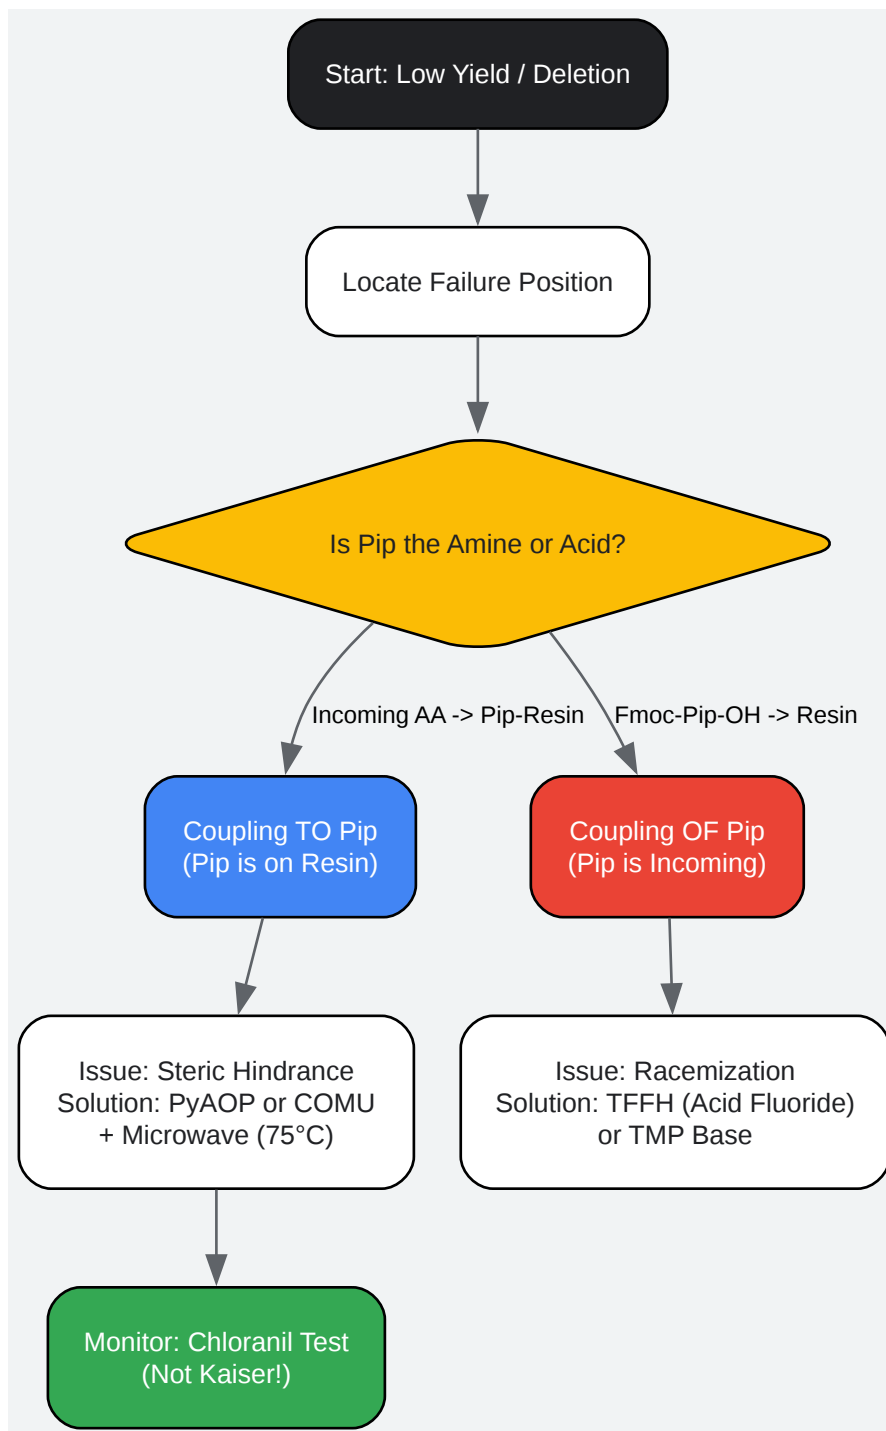 Start: Low Yield / Deletion
Locate Failure Position
Is Pip the Amine or Acid?
Incoming AA -> Pip-Resin
Fmoc-Pip-OH -> Resin
Coupling TO Pip
(Pip is on Resin)
Coupling OF Pip
(Pip is Incoming)
Issue: Steric Hindrance
Solution: PyAOP or COMU
+ Microwave (75°C)
Issue: Racemization
Solution: TFFH (Acid Fluoride)
or TMP Base
Monitor: Chloranil Test
(Not Kaiser!)